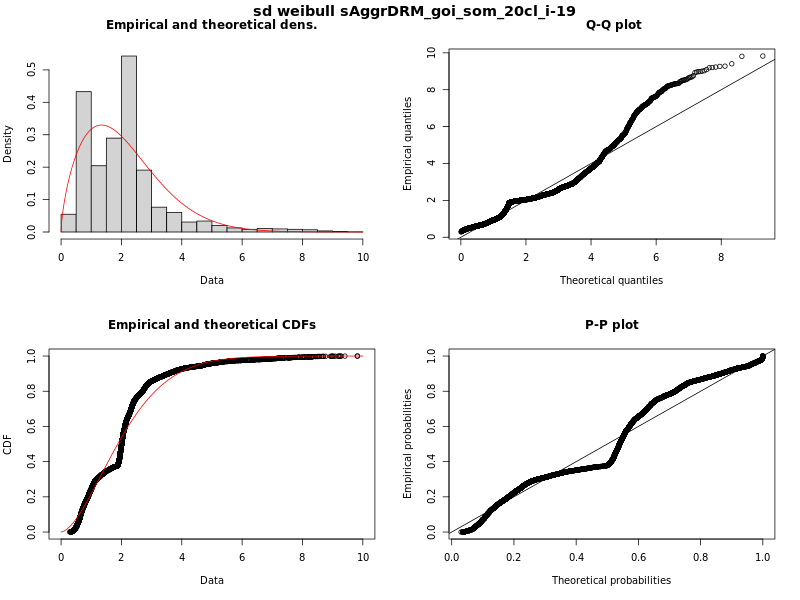 sd weibull sAggrDRM_goi_som_20cl_i-19
Empirical and theoretical dens.
Density
0.0 0.1 0.2 0.3 0.4 0.5
0 2 4 6 8 10
Data
Q-Q plot
Empirical quantiles
0 2 4 6 8 10
0 2 4 6 8
Theoretical quantiles
Empirical and theoretical CDFs
CDF
0.0 0.2 0.4 0.6 0.8 1.0
0 2 4 6 8 10
Data
P-P plot
Empirical probabilities
0.0 0.2 0.4 0.6 0.8 1.0
0.0 0.2 0.4 0.6 0.8 1.0
Theoretical probabilities